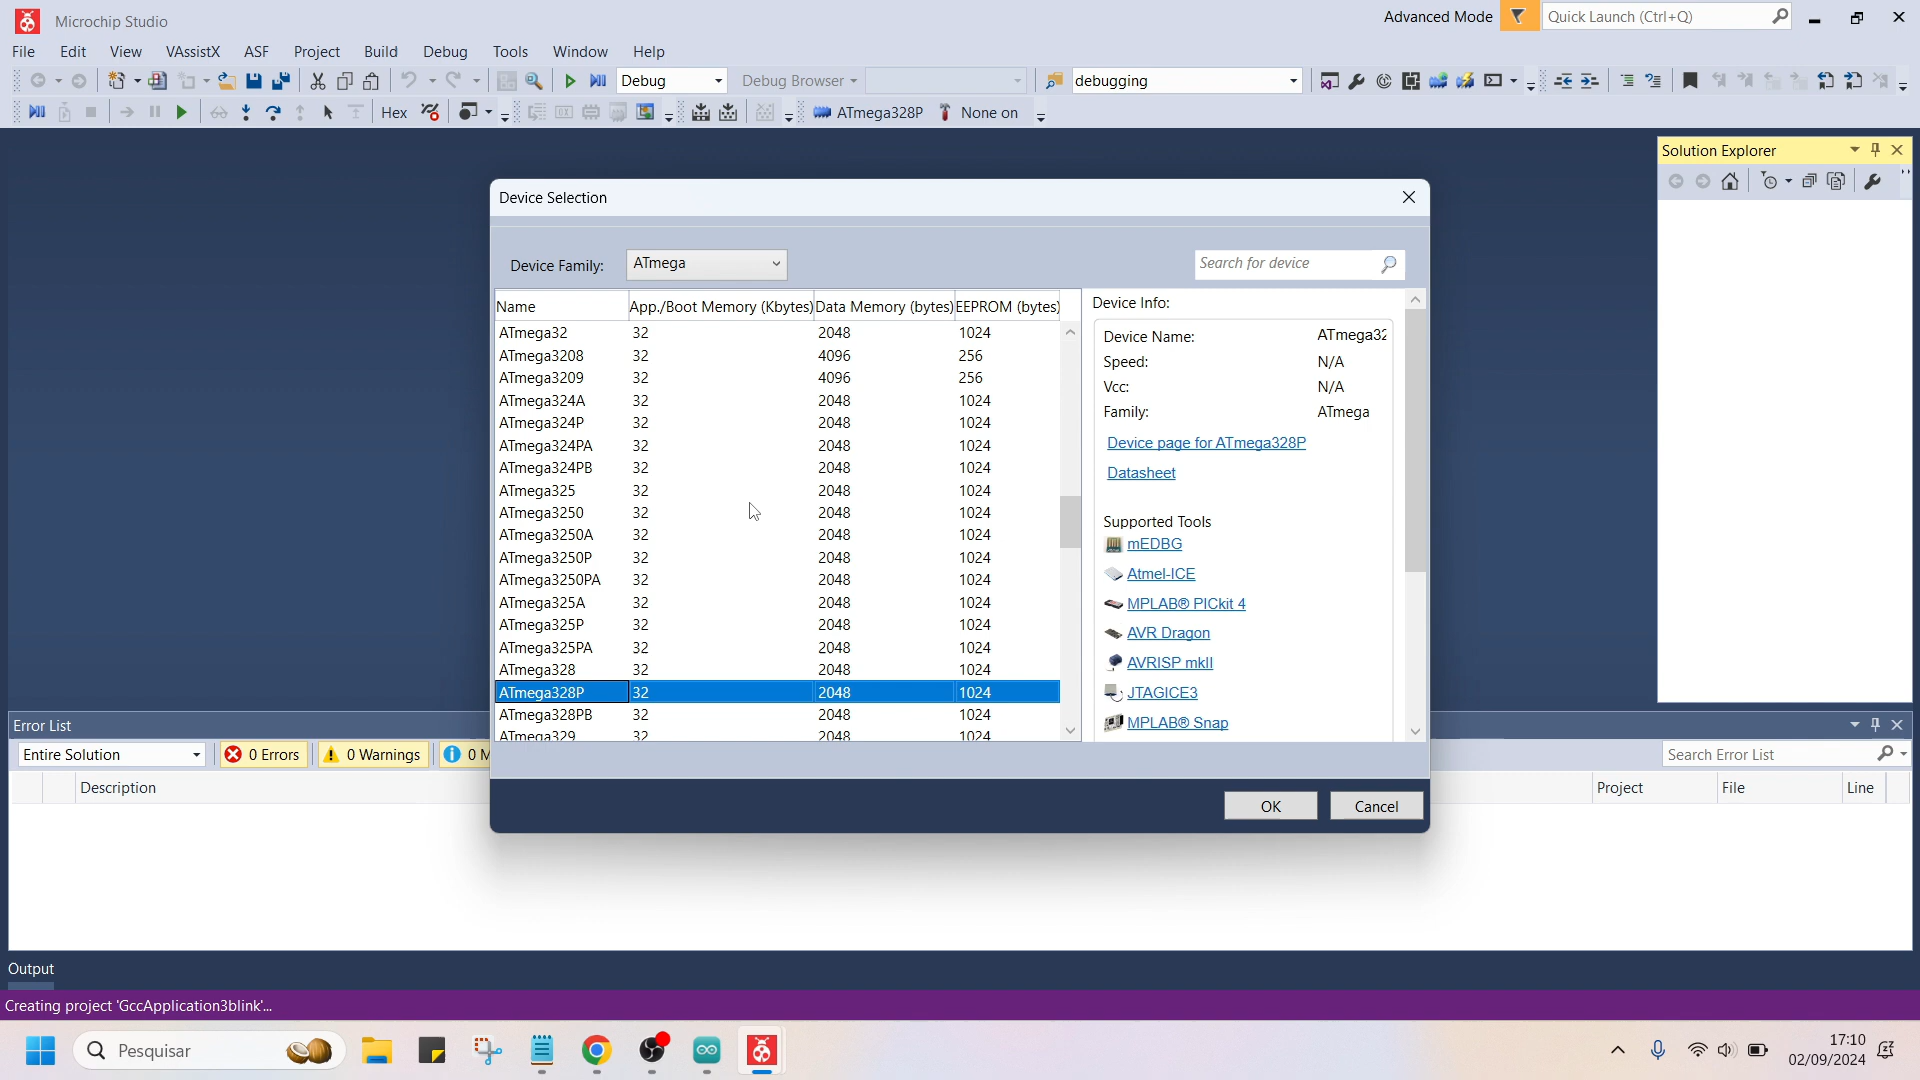 Microchip Studio
Advanced Mode
Quick Launch (Ctrl+Q)
File Edit View VAssistX ASF Project Build Debug Tools Window Help
Debug Debug Browser debugging
Hex ATmega328P None on
Solution Explorer
Device Selection
Device Family: ATmega Search for device
Name App./Boot Memory (Kbytes) Data Memory (bytes) EEPROM (bytes)
ATmega32 32 2048 1024
ATmega3208 32 4096 256
ATmega3209 32 4096 256
ATmega324A 32 2048 1024
ATmega324P 32 2048 1024
ATmega324PA 32 2048 1024
ATmega324PB 32 2048 1024
ATmega325 32 2048 1024
ATmega3250 32 2048 1024
ATmega3250A 32 2048 1024
ATmega3250P 32 2048 1024
ATmega3250PA 32 2048 1024
ATmega325A 32 2048 1024
ATmega325P 32 2048 1024
ATmega325PA 32 2048 1024
ATmega328 32 2048 1024
ATmega328P 32 2048 1024
ATmega328PB 32 2048 1024
ATmega329 32 2048 1024
Device Info:
Device Name: ATmega32
Speed: N/A
Vcc: N/A
Family: ATmega
Device page for ATmega328P
Datasheet
Supported Tools
mEDBG
Atmel-ICE
MPLAB® PICkit 4
AVR Dragon
AVRISP mkII
JTAGICE3
MPLAB® Snap
OK Cancel
Error List
Entire Solution 0 Errors 0 Warnings 0 M
Search Error List
Description Project File Line
Output
Creating project 'GccApplication3blink'...
Pesquisar
17:10
02/09/2024